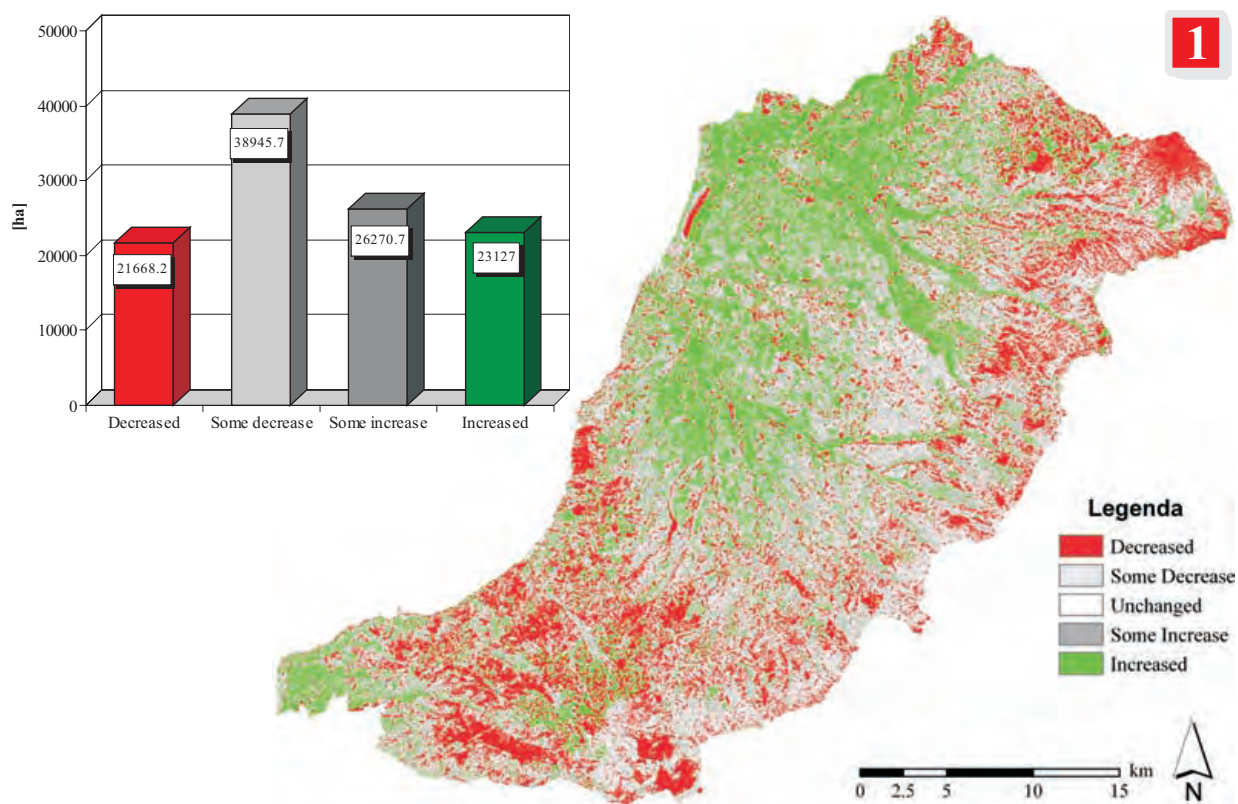 1
50000
40000
30000
20000
10000
0
[ha]
21668.2
38945.7
26270.7
23127
Decreased Some decrease Some increase Increased
Legenda
Decreased
Some Decrease
Unchanged
Some Increase
Increased
km
0 2.5 5 10 15
N